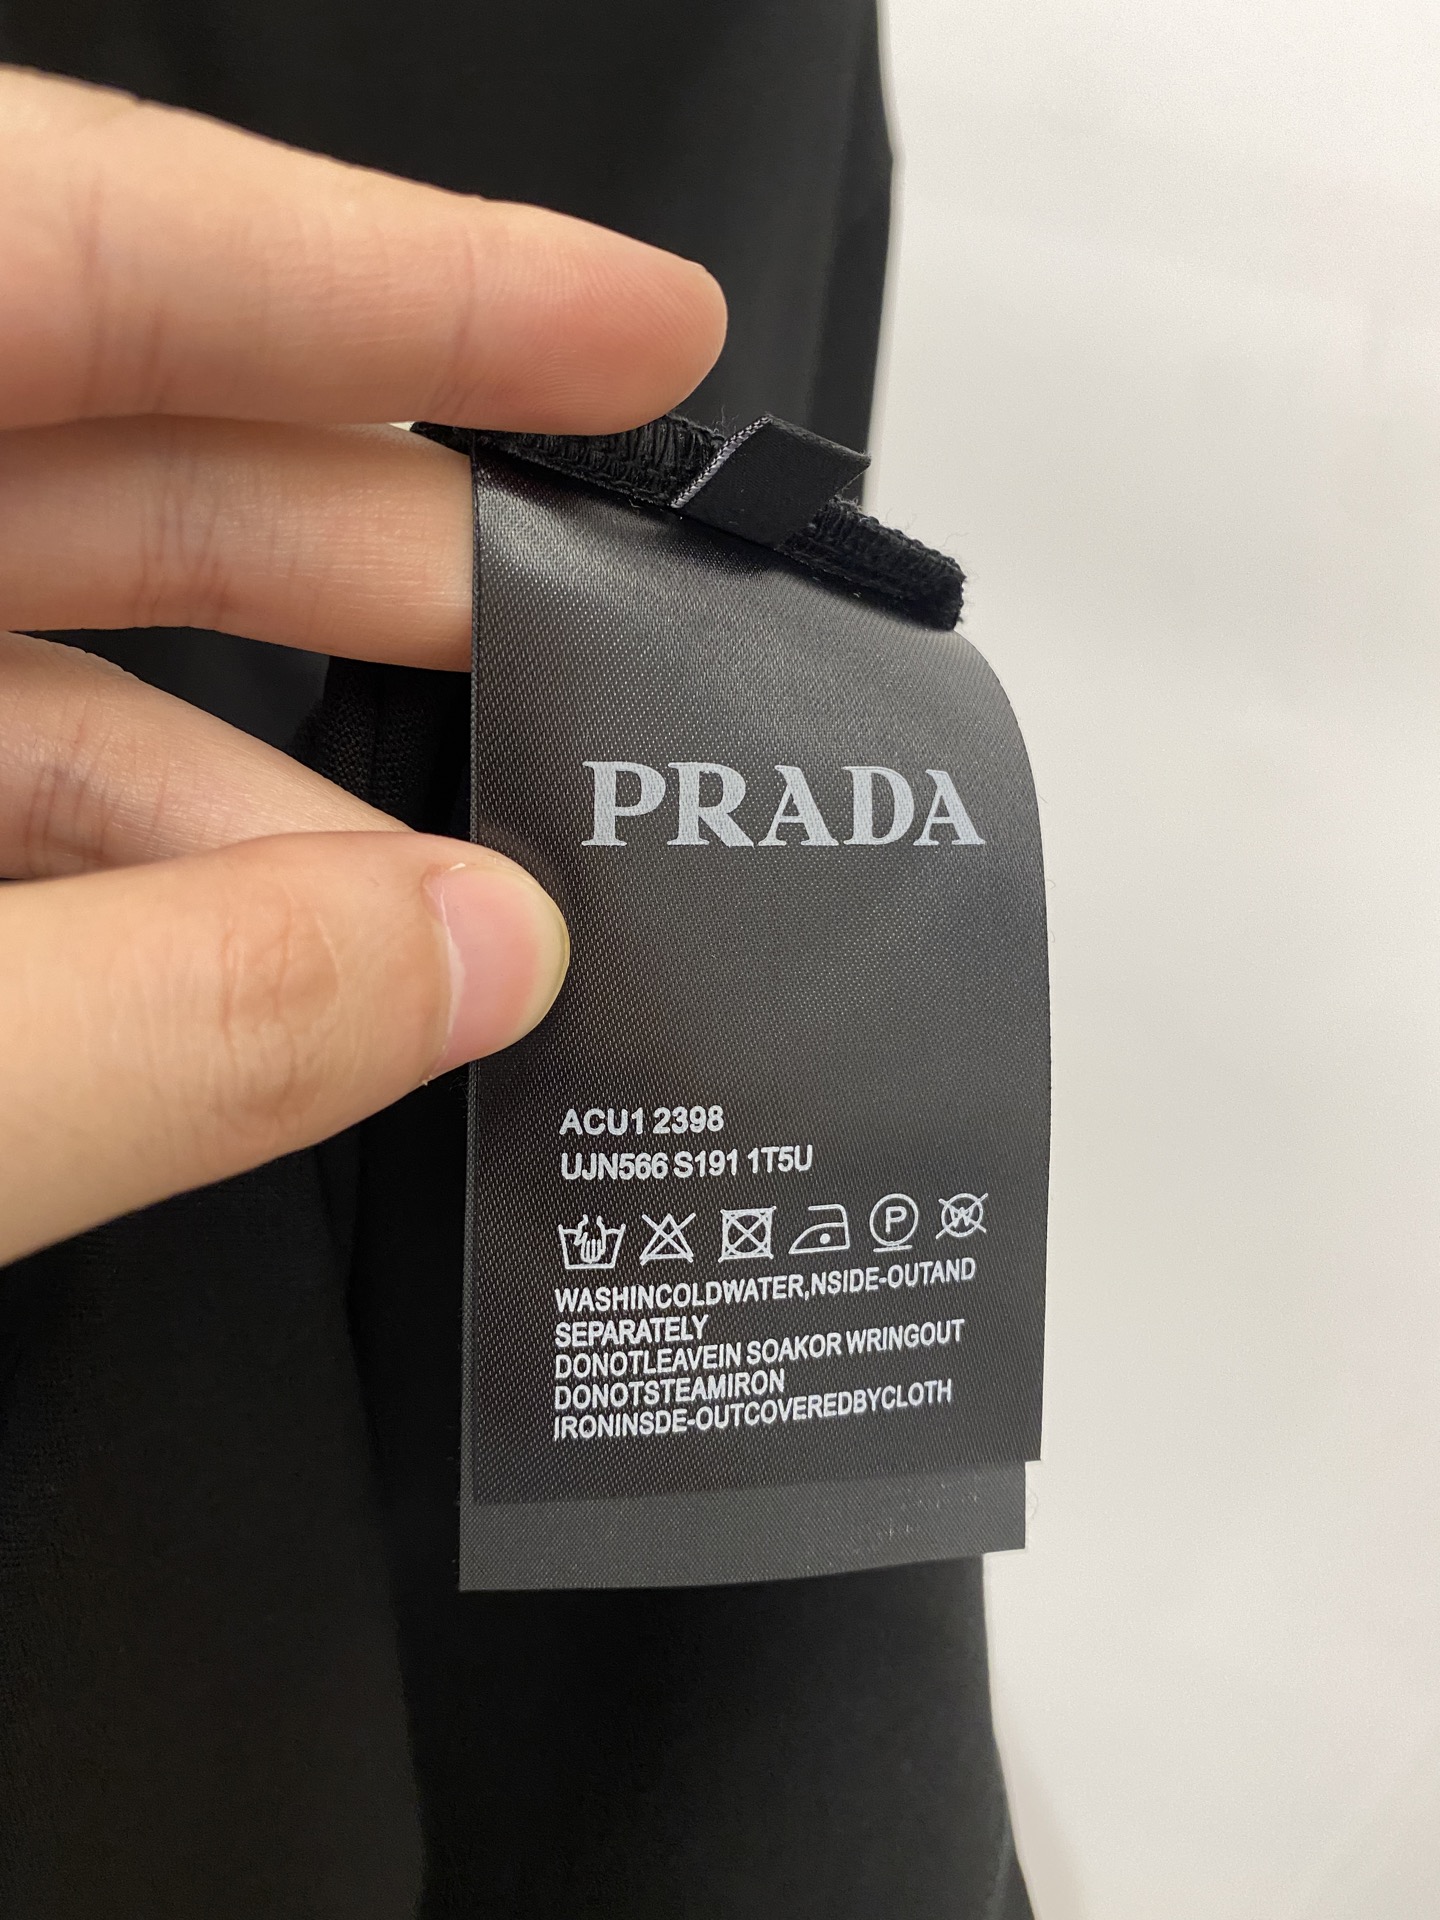 PRADA
ACU1 2398
UJN566 S191 1T5U
P W
WASHINCOLDWATER,NSIDE-OUTAND
SEPARATELY
DONOTLEAVEIN SOAKOR WRINGOUT
DONOTSTEAMIRON
IRONINSDE-OUTCOVEREDBYCLOTH